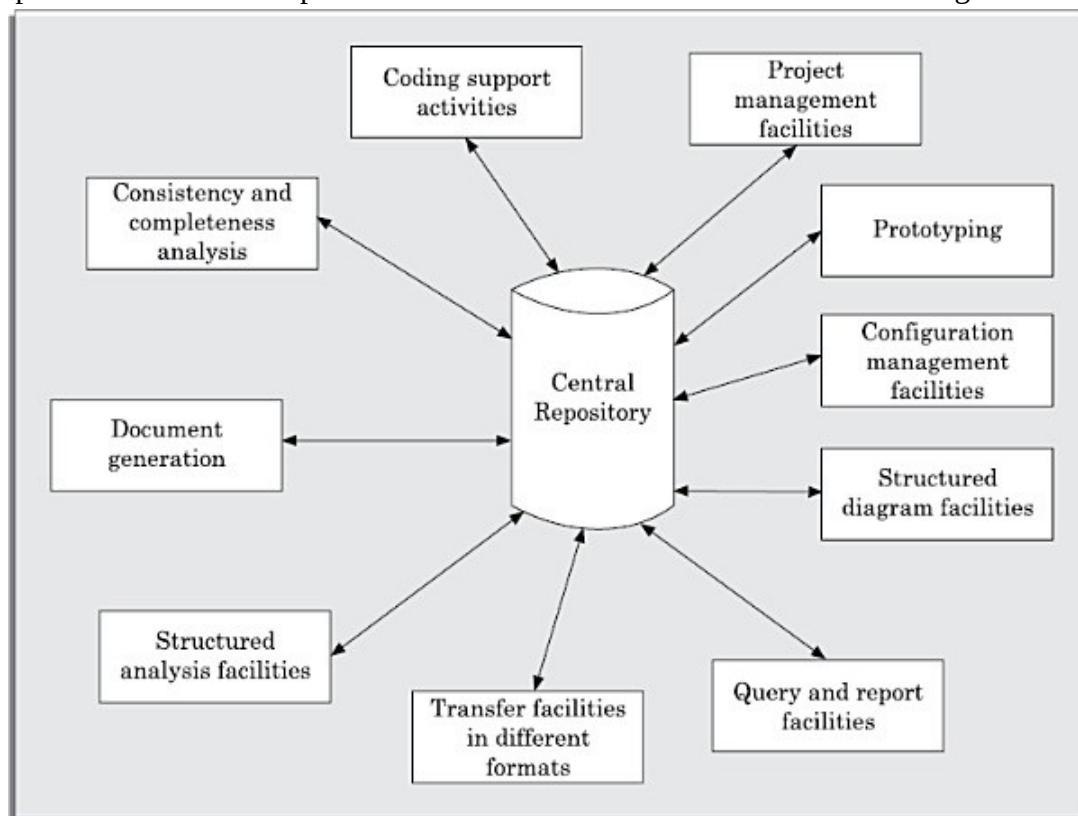 Coding support
activities
Project
management
facilities
Consistency and
completeness
analysis
Prototyping
Configuration
management
facilities
Central
Repository
Document
generation
Structured
diagram facilities
Structured
analysis facilities
Transfer facilities
in different
formats
Query and report
facilities